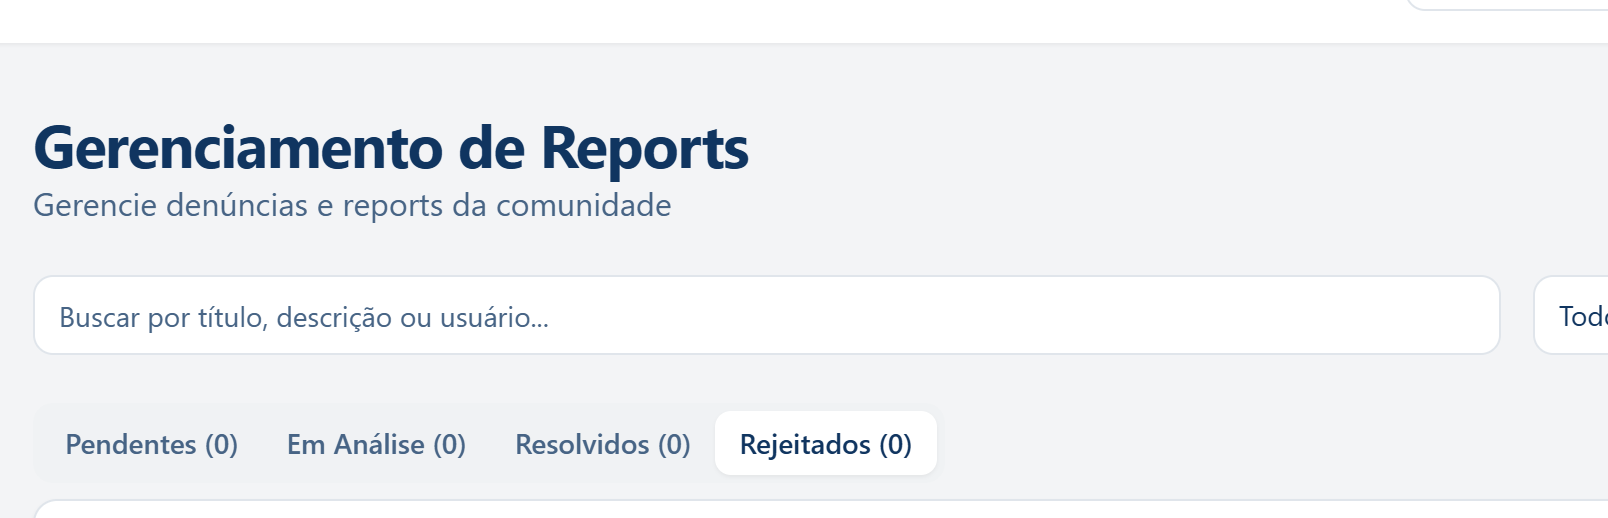 Gerenciamento de Reports
Gerencie denúncias e reports da comunidade
Buscar por título, descrição ou usuário...
Pendentes (0) Em Análise (0) Resolvidos (0) Rejeitados (0)